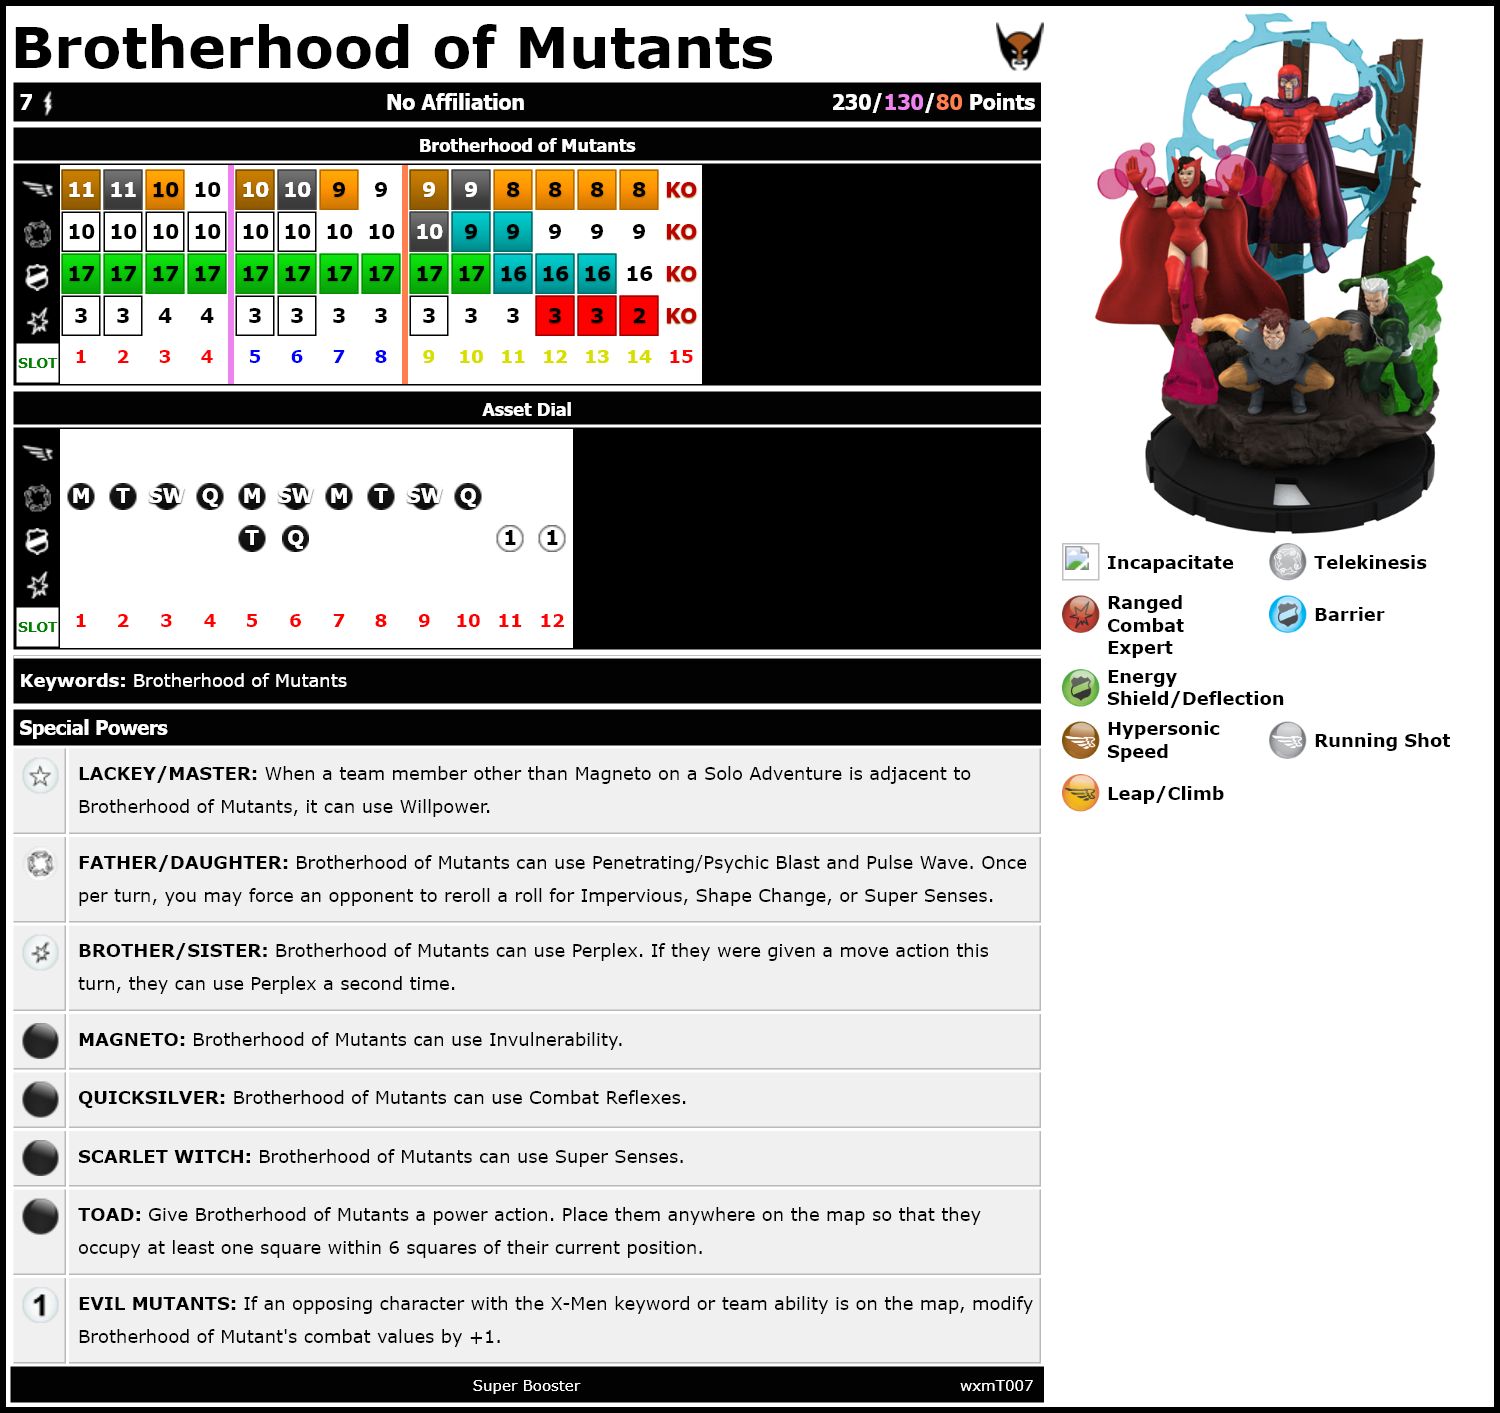 Brotherhood of Mutants
7 No Affiliation 230/130/80 Points
Brotherhood of Mutants
11 11 10 10 10 10 9 9 9 9 8 8 8 8 KO
10 10 10 10 10 10 10 10 10 9 9 9 9 9 KO
17 17 17 17 17 17 17 17 17 17 16 16 16 16 KO
3 3 4 4 3 3 3 3 3 3 3 3 3 2 KO
SLOT 1 2 3 4 5 6 7 8 9 10 11 12 13 14 15
Asset Dial
M T SW Q M SW M T SW Q
T Q 1 1
SLOT 1 2 3 4 5 6 7 8 9 10 11 12
Keywords: Brotherhood of Mutants
Special Powers
LACKEY/MASTER: When a team member other than Magneto on a Solo Adventure is adjacent to
Brotherhood of Mutants, it can use Willpower.
FATHER/DAUGHTER: Brotherhood of Mutants can use Penetrating/Psychic Blast and Pulse Wave. Once
per turn, you may force an opponent to reroll a roll for Impervious, Shape Change, or Super Senses.
BROTHER/SISTER: Brotherhood of Mutants can use Perplex. If they were given a move action this
turn, they can use Perplex a second time.
MAGNETO: Brotherhood of Mutants can use Invulnerability.
QUICKSILVER: Brotherhood of Mutants can use Combat Reflexes.
SCARLET WITCH: Brotherhood of Mutants can use Super Senses.
TOAD: Give Brotherhood of Mutants a power action. Place them anywhere on the map so that they
occupy at least one square within 6 squares of their current position.
1 EVIL MUTANTS: If an opposing character with the X-Men keyword or team ability is on the map, modify
Brotherhood of Mutant's combat values by +1.
Super Booster wxmT007
Incapacitate Telekinesis
Ranged
Combat
Expert
Barrier
Energy
Shield/Deflection
Hypersonic
Speed
Running Shot
Leap/Climb